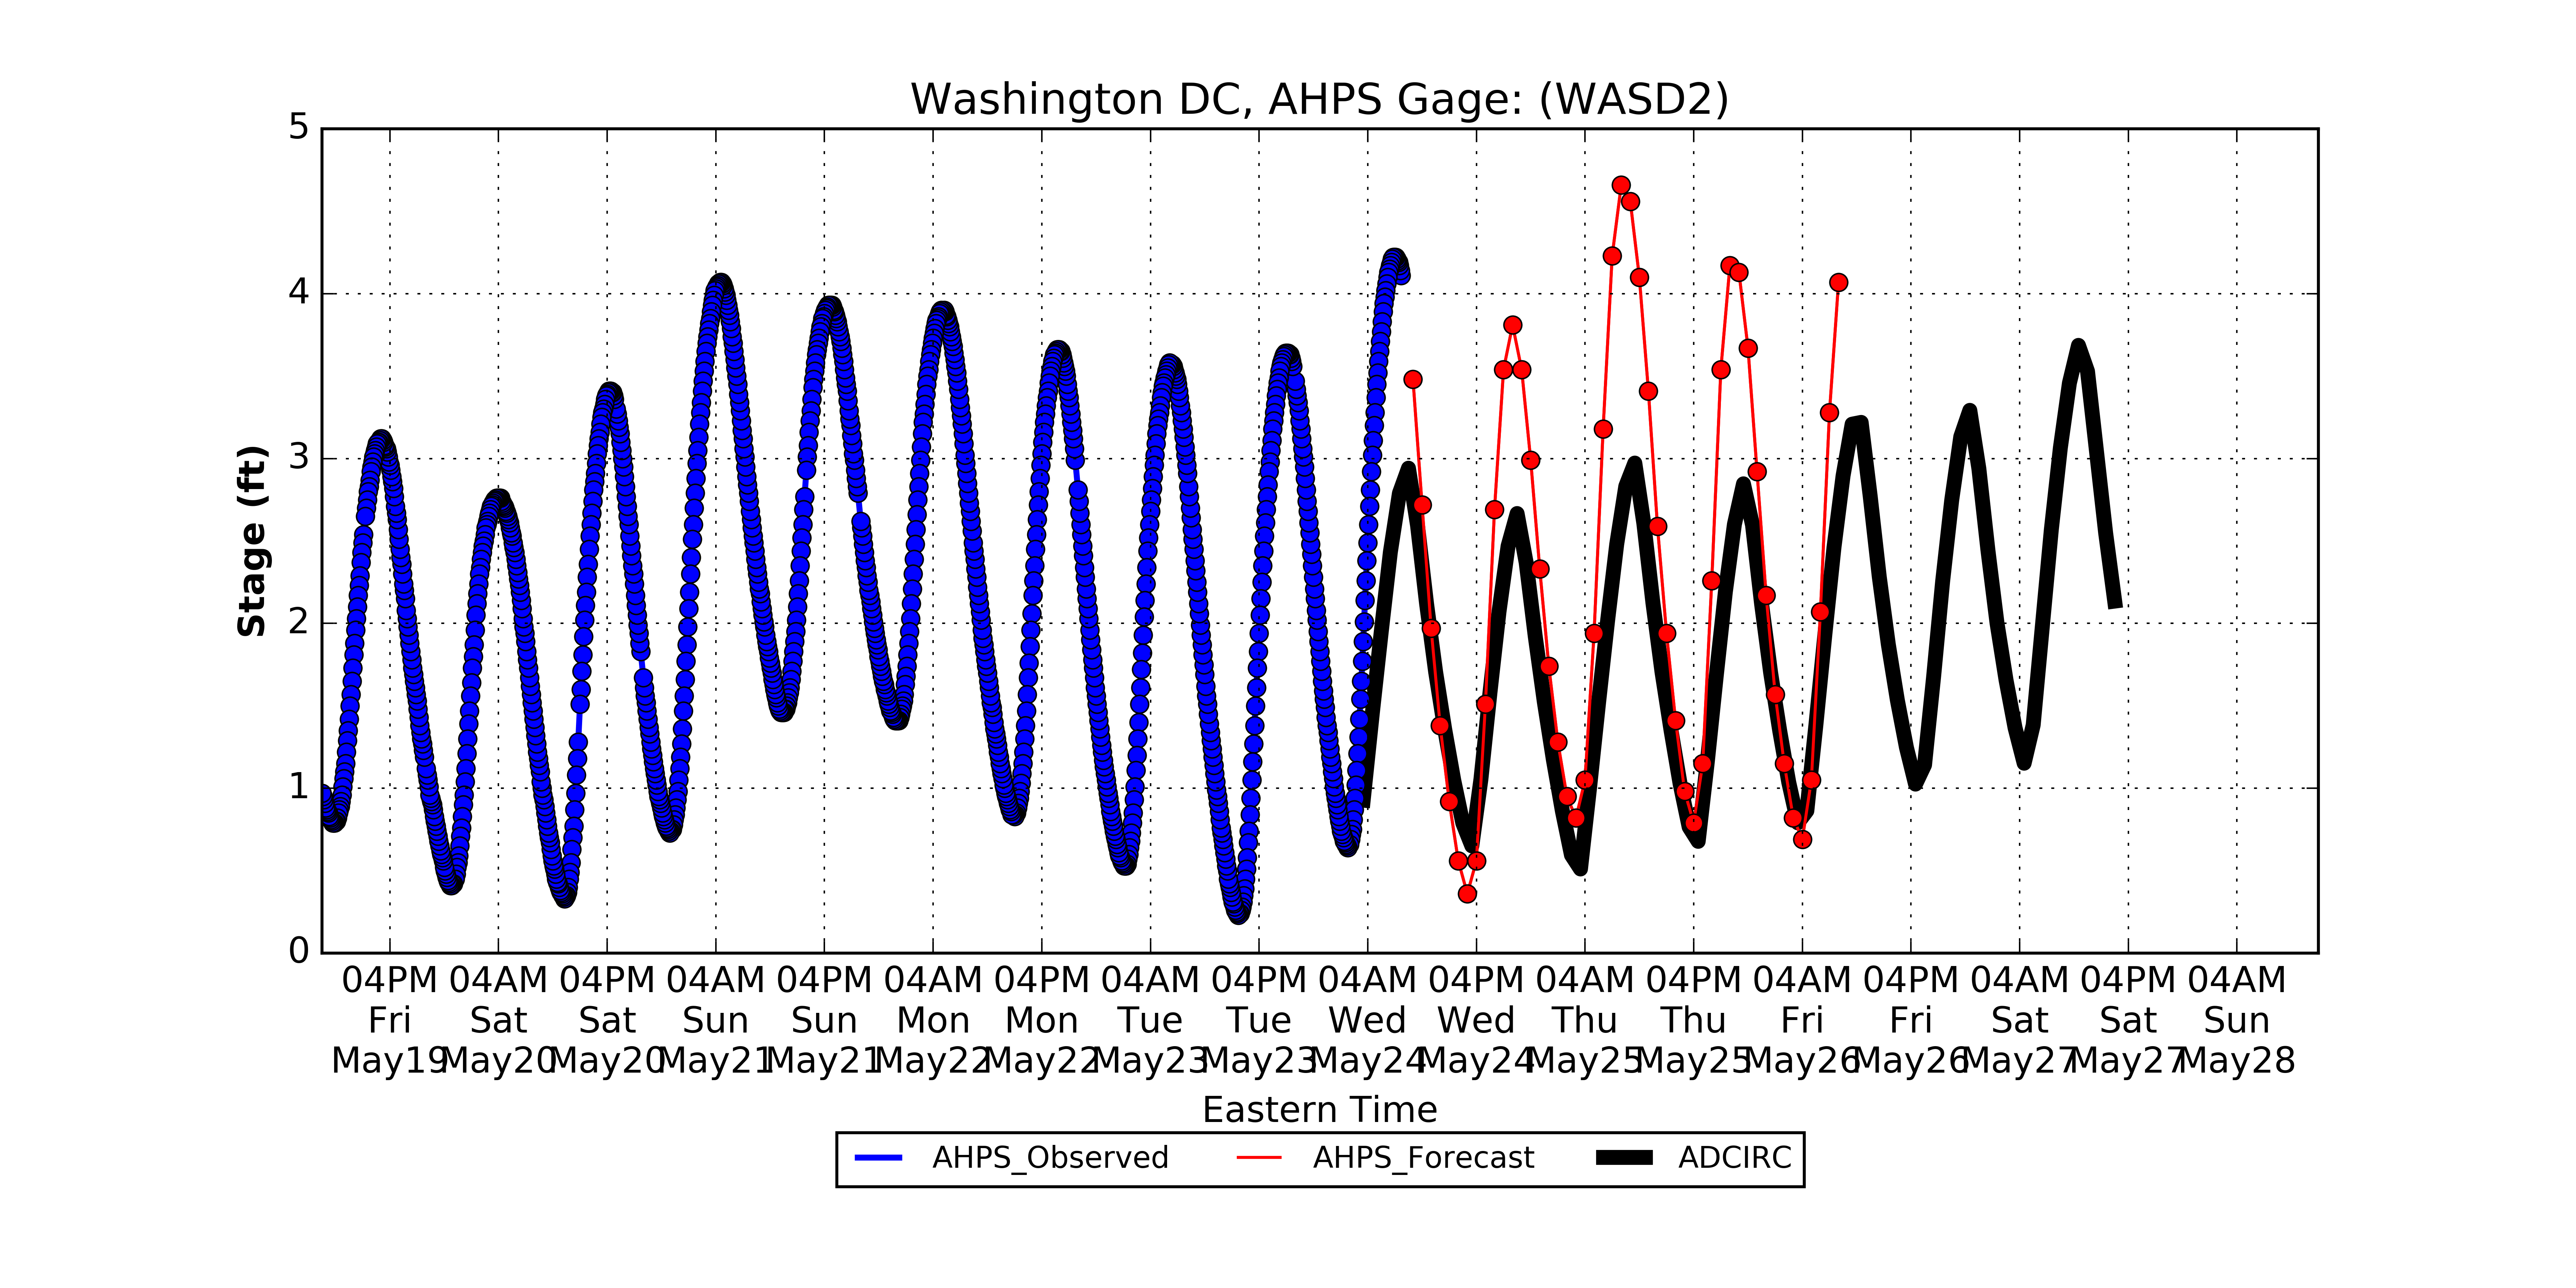 Washington DC, AHPS Gage: (WASD2)
5
4
3
2
1
0
Stage (ft)
04PM 04AM 04PM 04AM 04PM 04AM 04PM 04AM 04PM 04AM 04PM 04AM 04PM 04AM 04PM 04AM 04PM 04AM
Fri Sat Sat Sun Sun Mon Mon Tue Tue Wed Wed Thu Thu Fri Fri Sat Sat Sun
May19 May20 May20 May21 May21 May22 May22 May23 May23 May24 May24 May25 May25 May26 May26 May27 May27 May28
Eastern Time
AHPS_Observed AHPS_Forecast ADCIRC